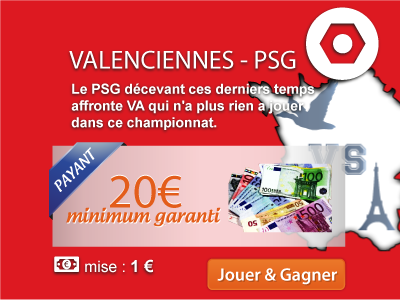 VALENCIENNES - PSG
Le PSG décevant ces derniers temps
affronte VA qui n'a plus rien à jouer
dans ce championnat.
VS
PAYANT
20€
minimum garanti
mise : 1 €
Jouer & Gagner